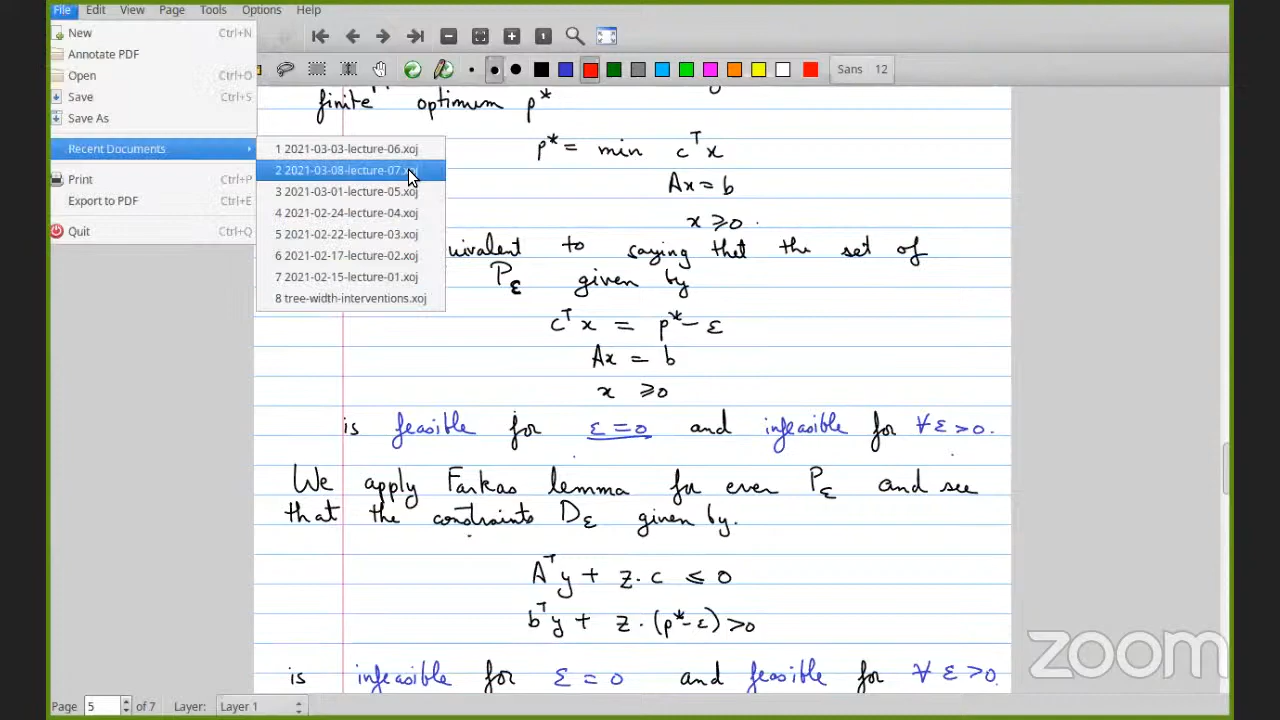 File Edit View Page Tools Options Help
New Ctrl+N
Annotate PDF
Open Ctrl+O
Save Ctrl+S
Save As
Recent Documents
Print Ctrl+P
Export to PDF Ctrl+E
Quit Ctrl+Q
1 2021-03-03-lecture-06.xoj
2 2021-03-08-lecture-07.xoj
3 2021-03-01-lecture-05.xoj
4 2021-02-24-lecture-04.xoj
5 2021-02-22-lecture-03.xoj
6 2021-02-17-lecture-02.xoj
7 2021-02-15-lecture-01.xoj
8 tree-width-interventions.xoj
Sans 12
finite optimum p*
p* = min cᵀx
Ax = b
x ≥ 0.
uivalent to saying that the set of
Pε given by
cᵀx = p* - ε
Ax = b
x ≥ 0
is feasible for ε = 0 and infeasible for ∀ ε > 0.
We apply Farkas lemma for ever Pε and see
that the constraints Dε given by.
Aᵀy + z . c ≤ 0
bᵀy + z . (p* - ε) > 0
is infeasible for ε = 0 and feasible for ∀ ε > 0.
zoom
Page 5 of 7 Layer: Layer 1